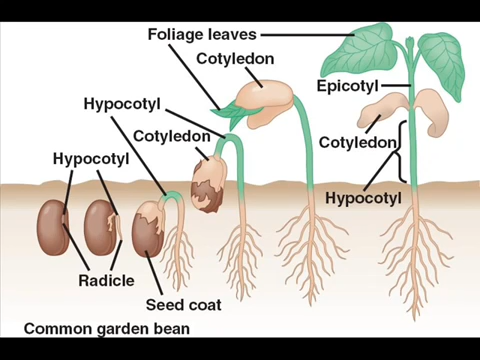 Foliage leaves
Cotyledon
Epicotyl
Hypocotyl
Cotyledon
Cotyledon
Hypocotyl
Hypocotyl
Radicle
Seed coat
Common garden bean